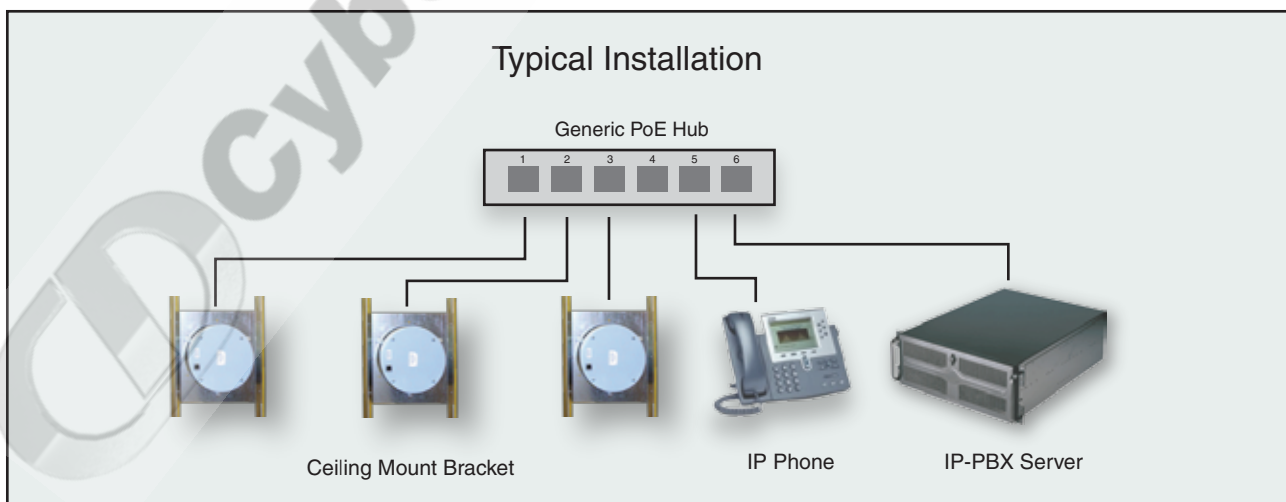 Typical Installation
Generic PoE Hub
1 2 3 4 5 6
Ceiling Mount Bracket
IP Phone
IP-PBX Server
Cyb